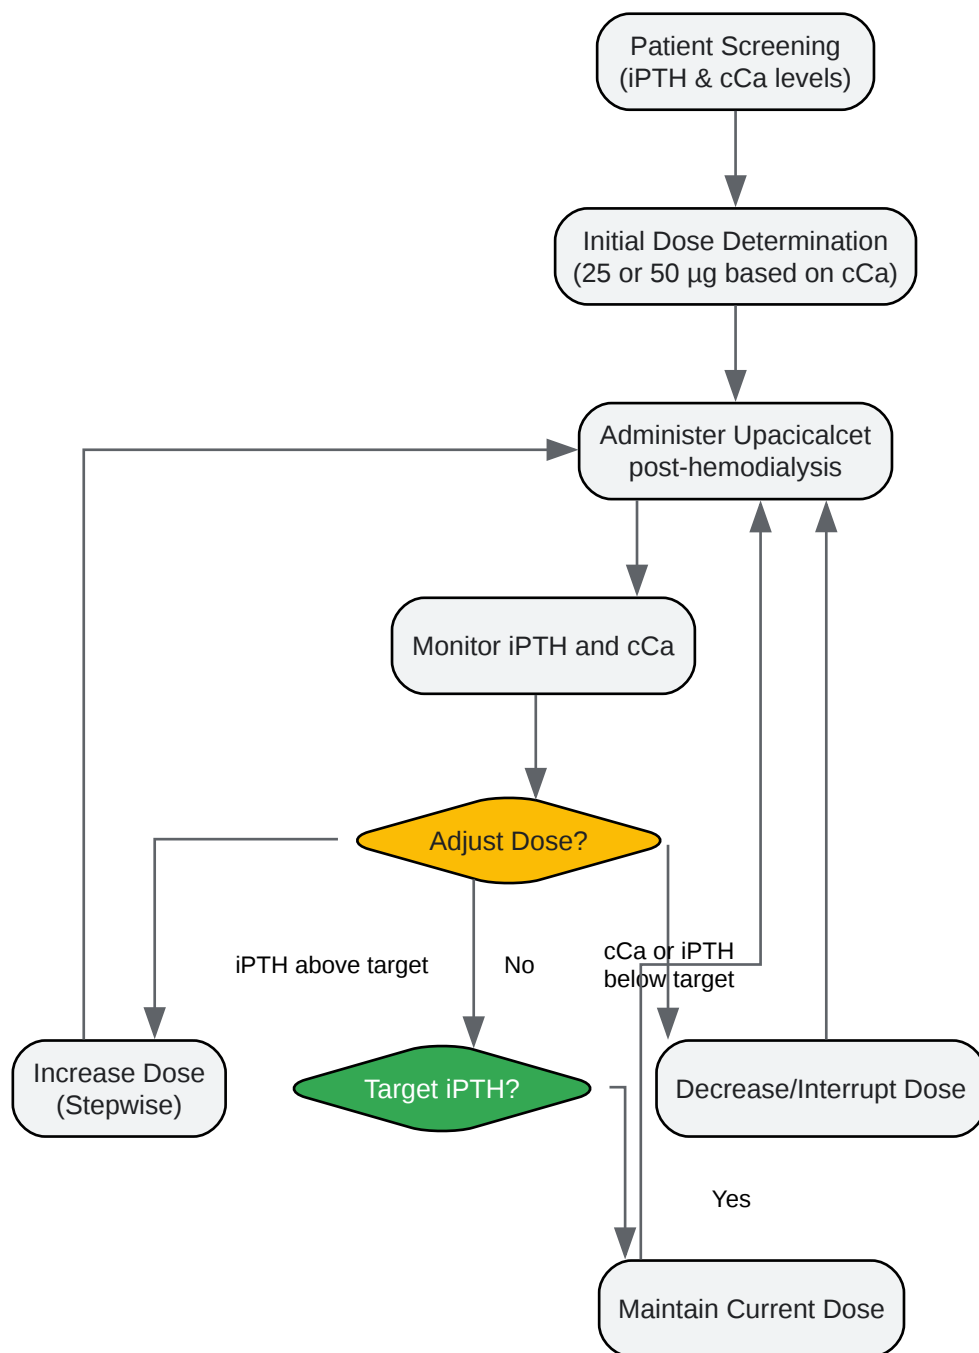 Patient Screening
(iPTH & cCa levels)
Initial Dose Determination
(25 or 50 µg based on cCa)
Administer Upacicalcet
post-hemodialysis
Monitor iPTH and cCa
Adjust Dose?
iPTH above target
No
cCa or iPTH
below target
Increase Dose
(Stepwise)
Target iPTH?
Decrease/Interrupt Dose
Yes
Maintain Current Dose